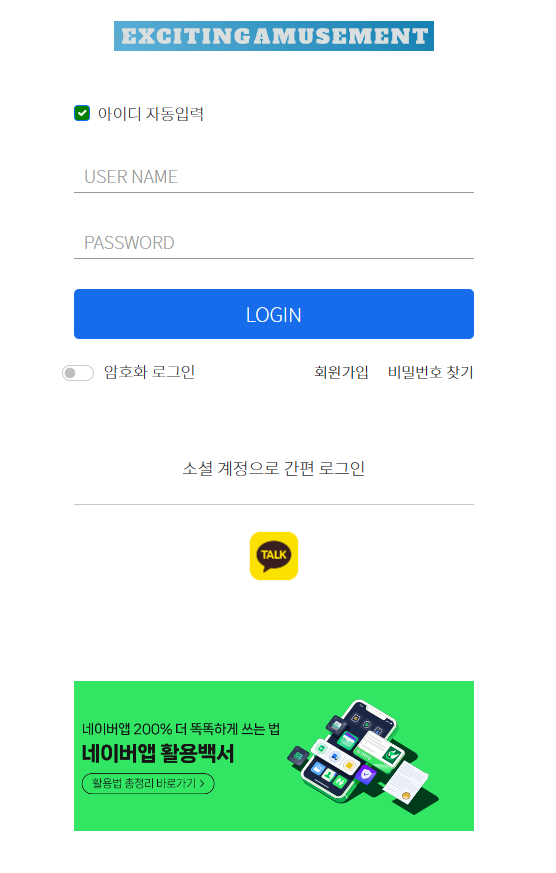 EXCITING AMUSEMENT
아이디 자동입력
USER NAME
PASSWORD
LOGIN
암호화 로그인 회원가입 비밀번호 찾기
소셜 계정으로 간편 로그인
TALK
네이버앱 200% 더 똑똑하게 쓰는 법
네이버앱 활용백서
활용법 총정리 바로가기 >